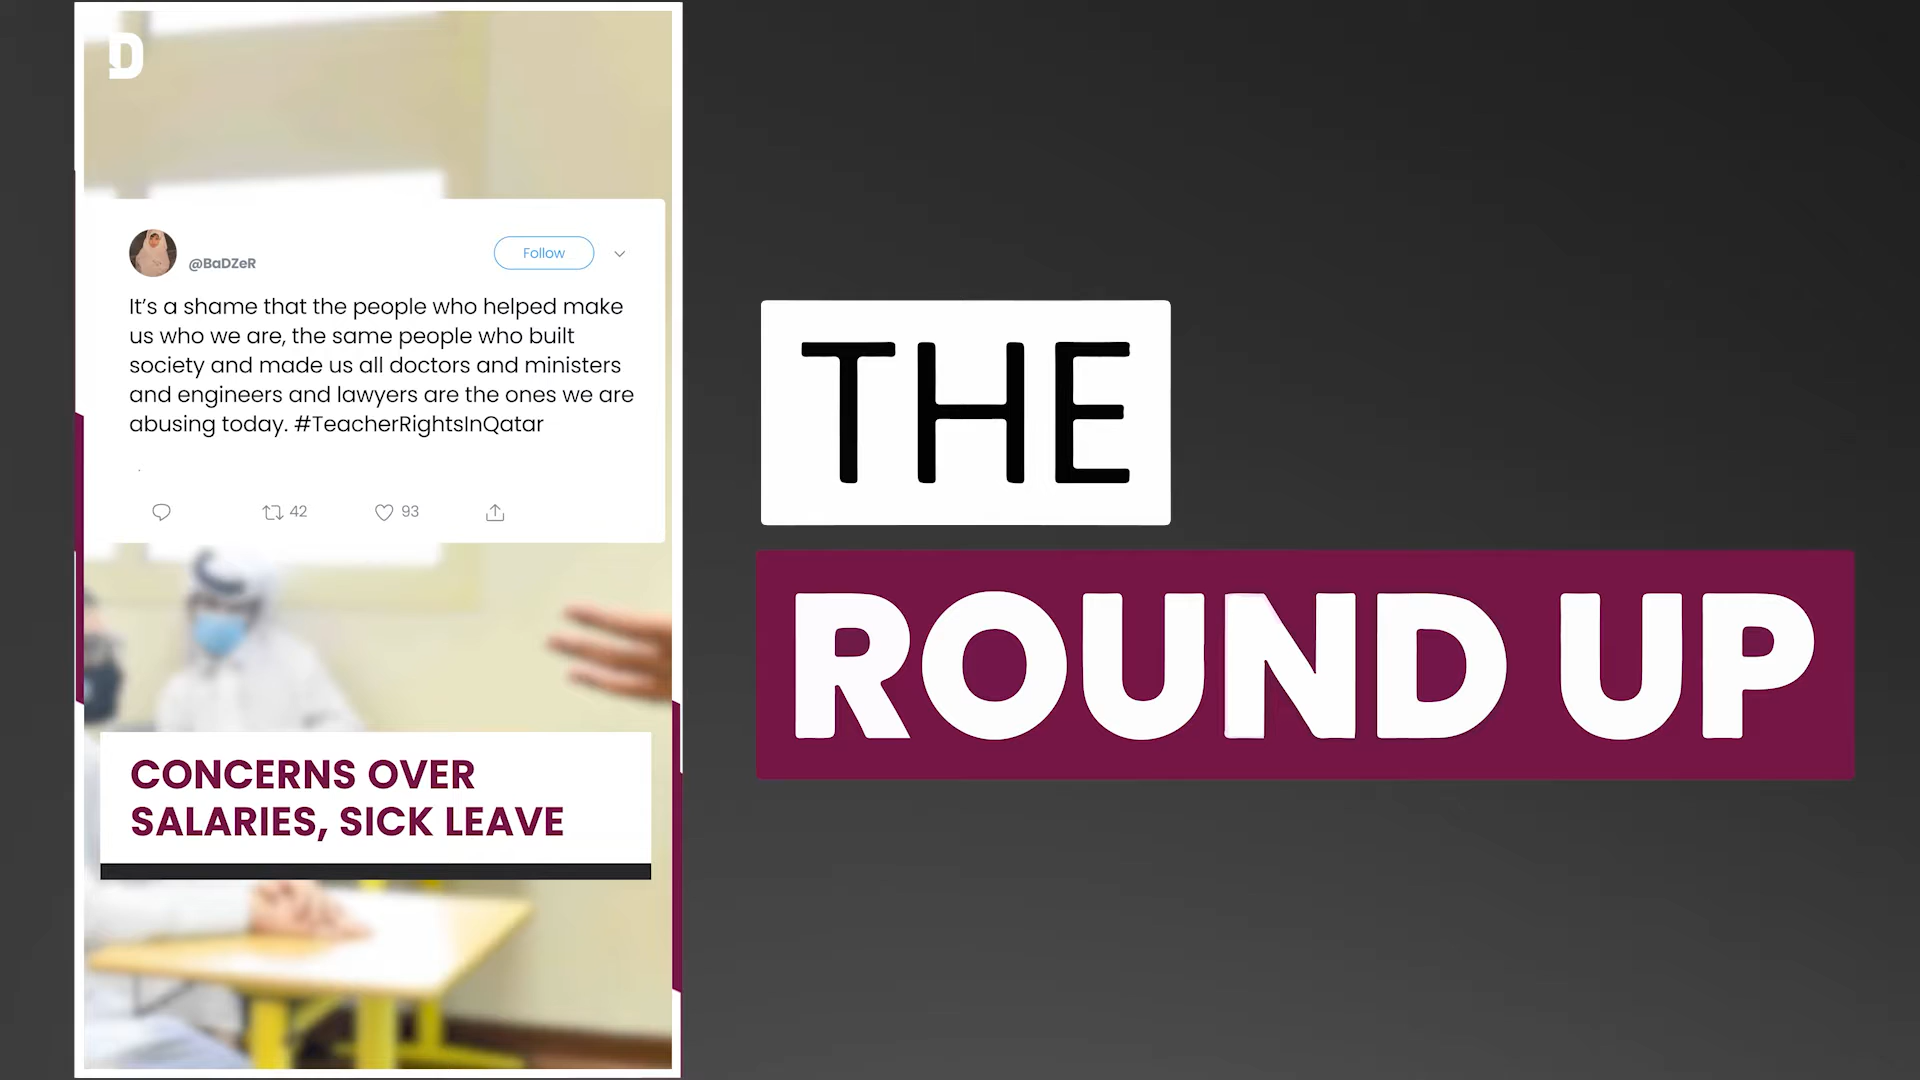 D
@BaDZeR
Follow
It’s a shame that the people who helped make
us who we are, the same people who built
society and made us all doctors and ministers
and engineers and lawyers are the ones we are
abusing today. #TeacherRightsInQatar
42
93
CONCERNS OVER
SALARIES, SICK LEAVE
THE
ROUND UP